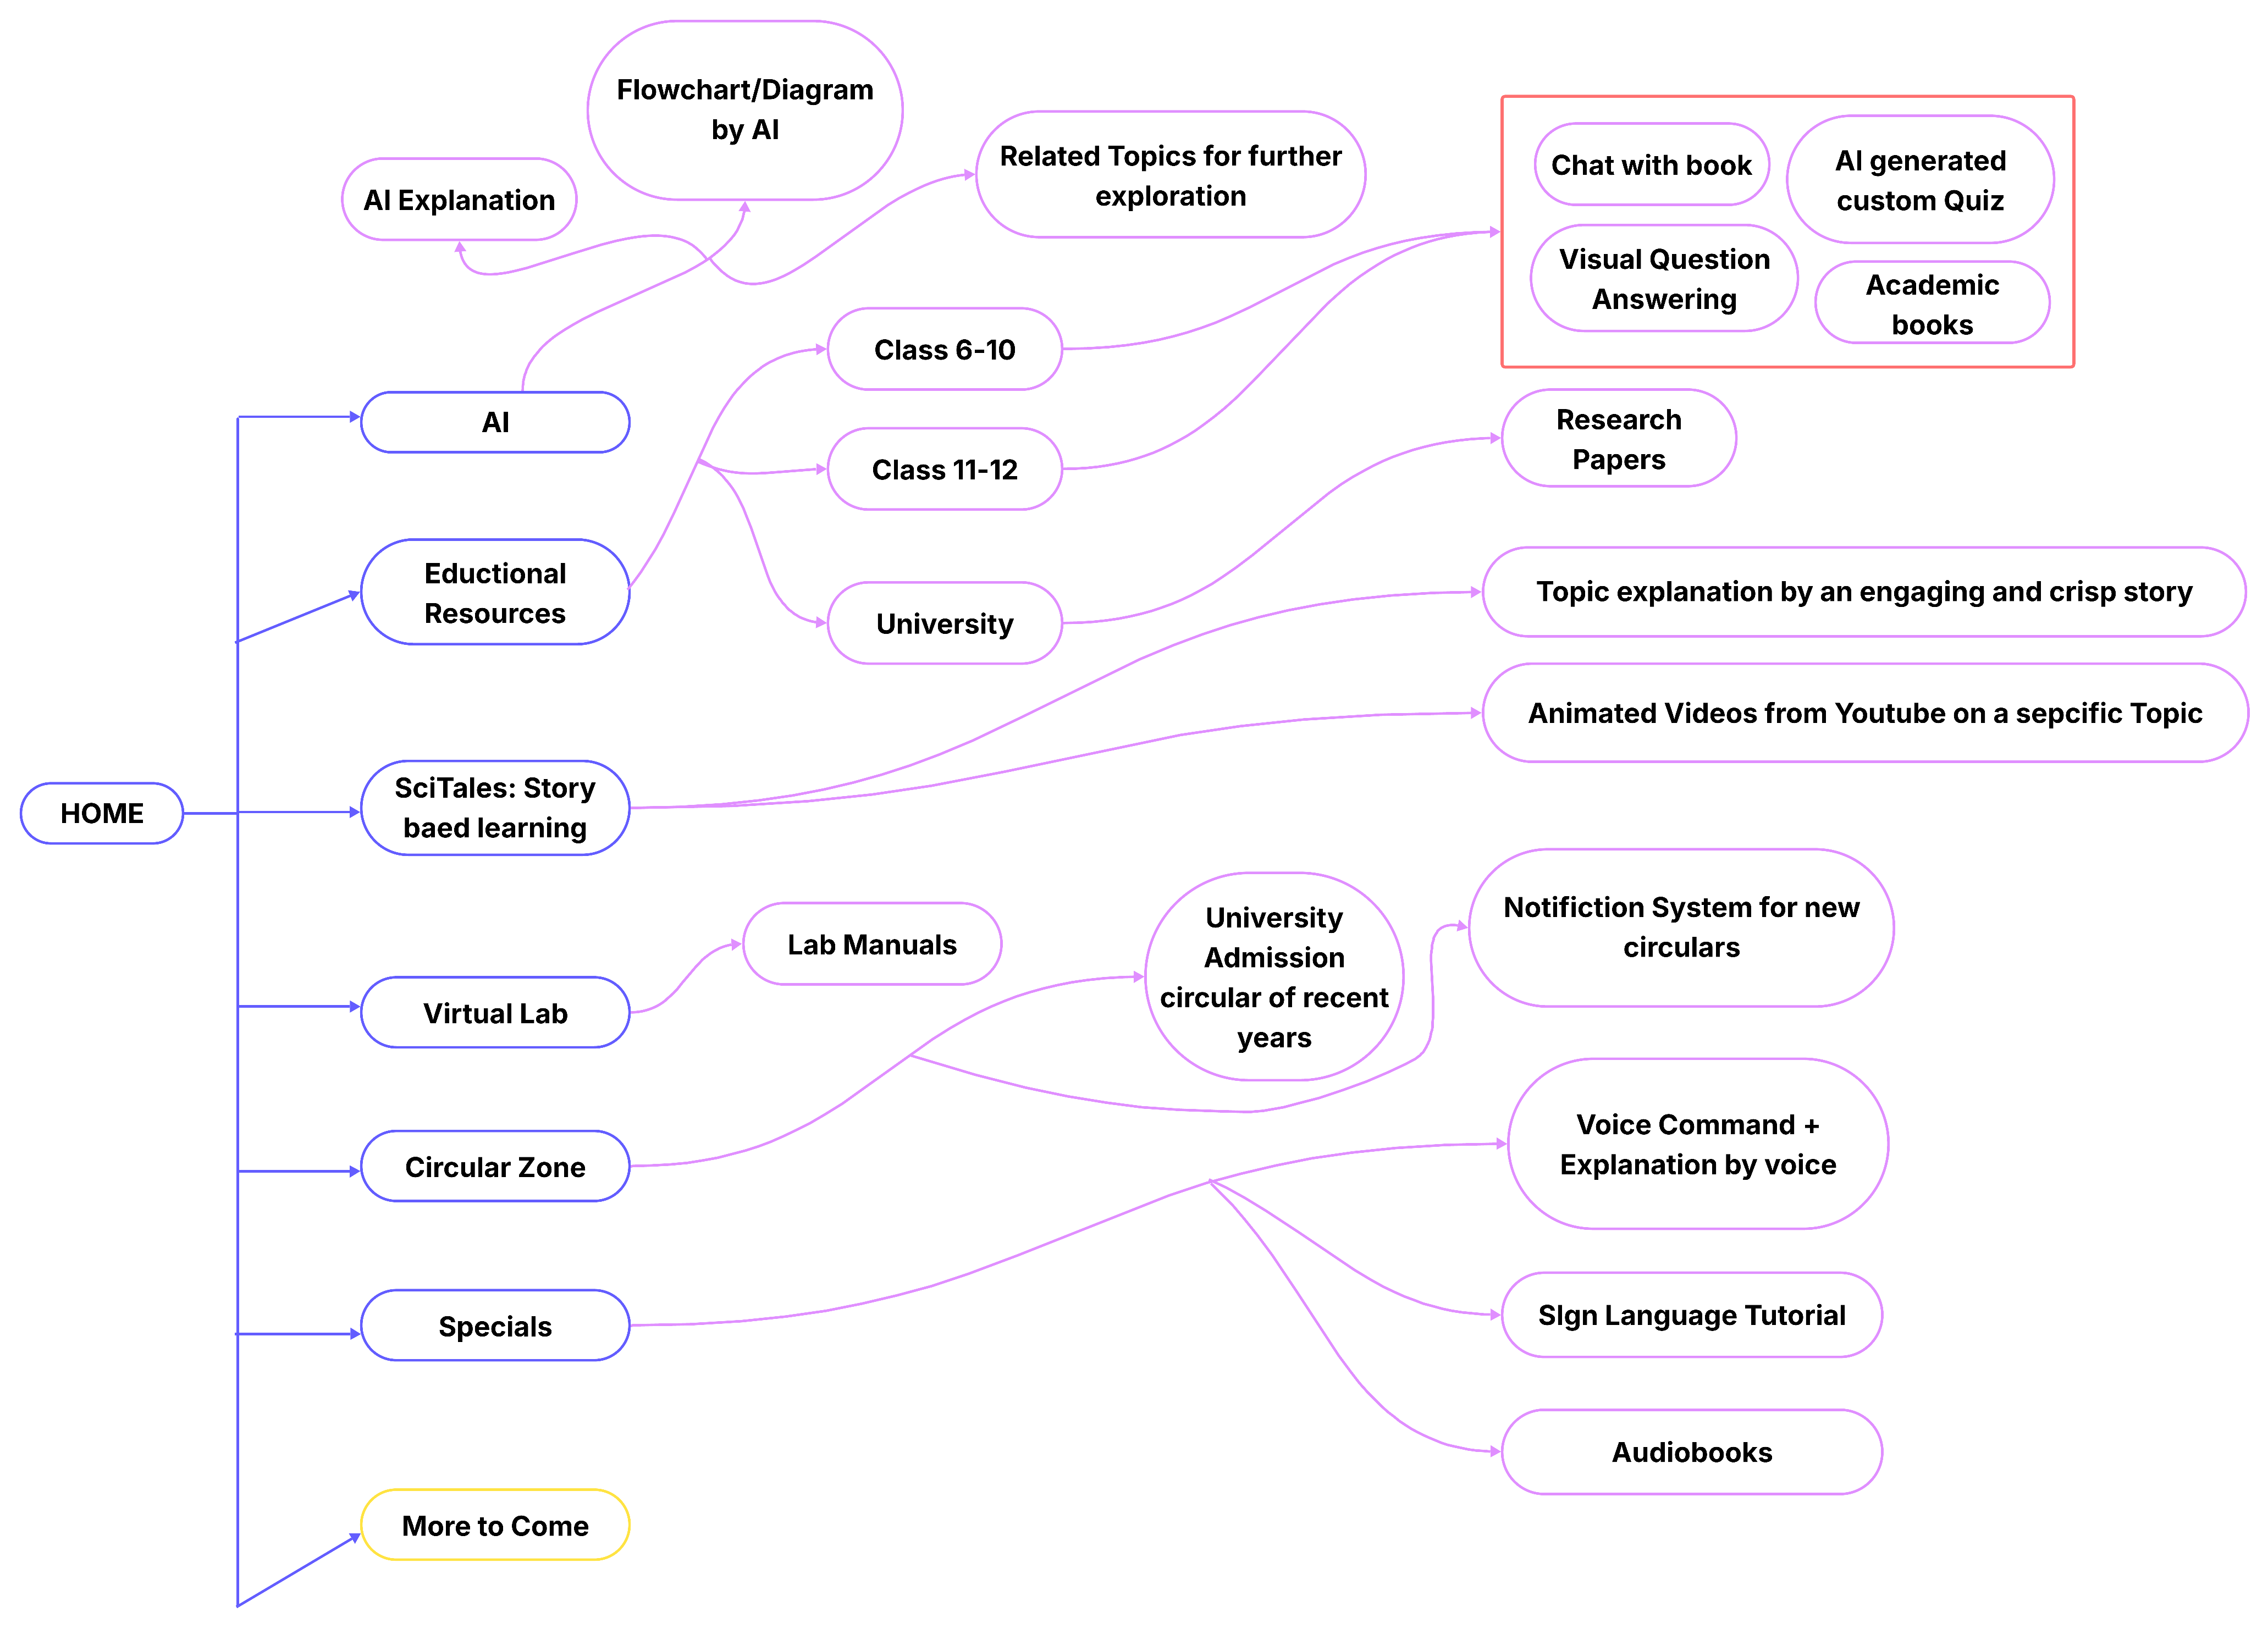 Flowchart/Diagram
by AI
AI Explanation
Related Topics for further
exploration
Chat with book
AI generated
custom Quiz
Visual Question
Answering
Academic
books
Class 6-10
AI
Class 11-12
Research
Papers
Eductional
Resources
University
Topic explanation by an engaging and crisp story
Animated Videos from Youtube on a sepcific Topic
HOME
SciTales: Story
baed learning
Lab Manuals
University
Admission
circular of recent
years
Notifiction System for new
circulars
Virtual Lab
Circular Zone
Voice Command +
Explanation by voice
Specials
SIgn Language Tutorial
Audiobooks
More to Come